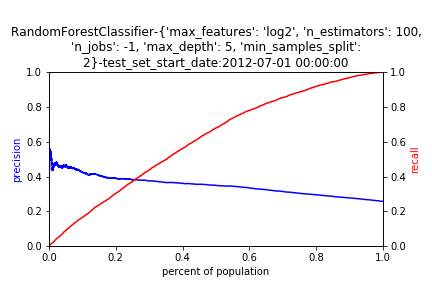 RandomForestClassifier-{'max_features': 'log2', 'n_estimators': 100,
'n_jobs': -1, 'max_depth': 5, 'min_samples_split':
2}-test_set_start_date:2012-07-01 00:00:00
1.0
0.8
0.6
0.4
0.2
0.0
precision
1.0
0.8
0.6
0.4
0.2
0.0
recall
0.0 0.2 0.4 0.6 0.8 1.0
percent of population